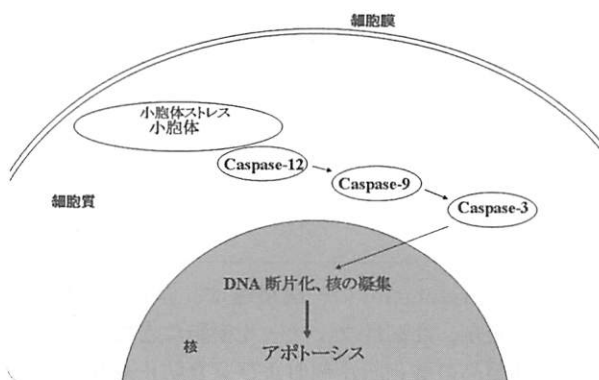 細胞膜
小胞体ストレス
小胞体
Caspase-12
Caspase-9
Caspase-3
細胞質
DNA 断片化、核の凝集
核
アポトーシス